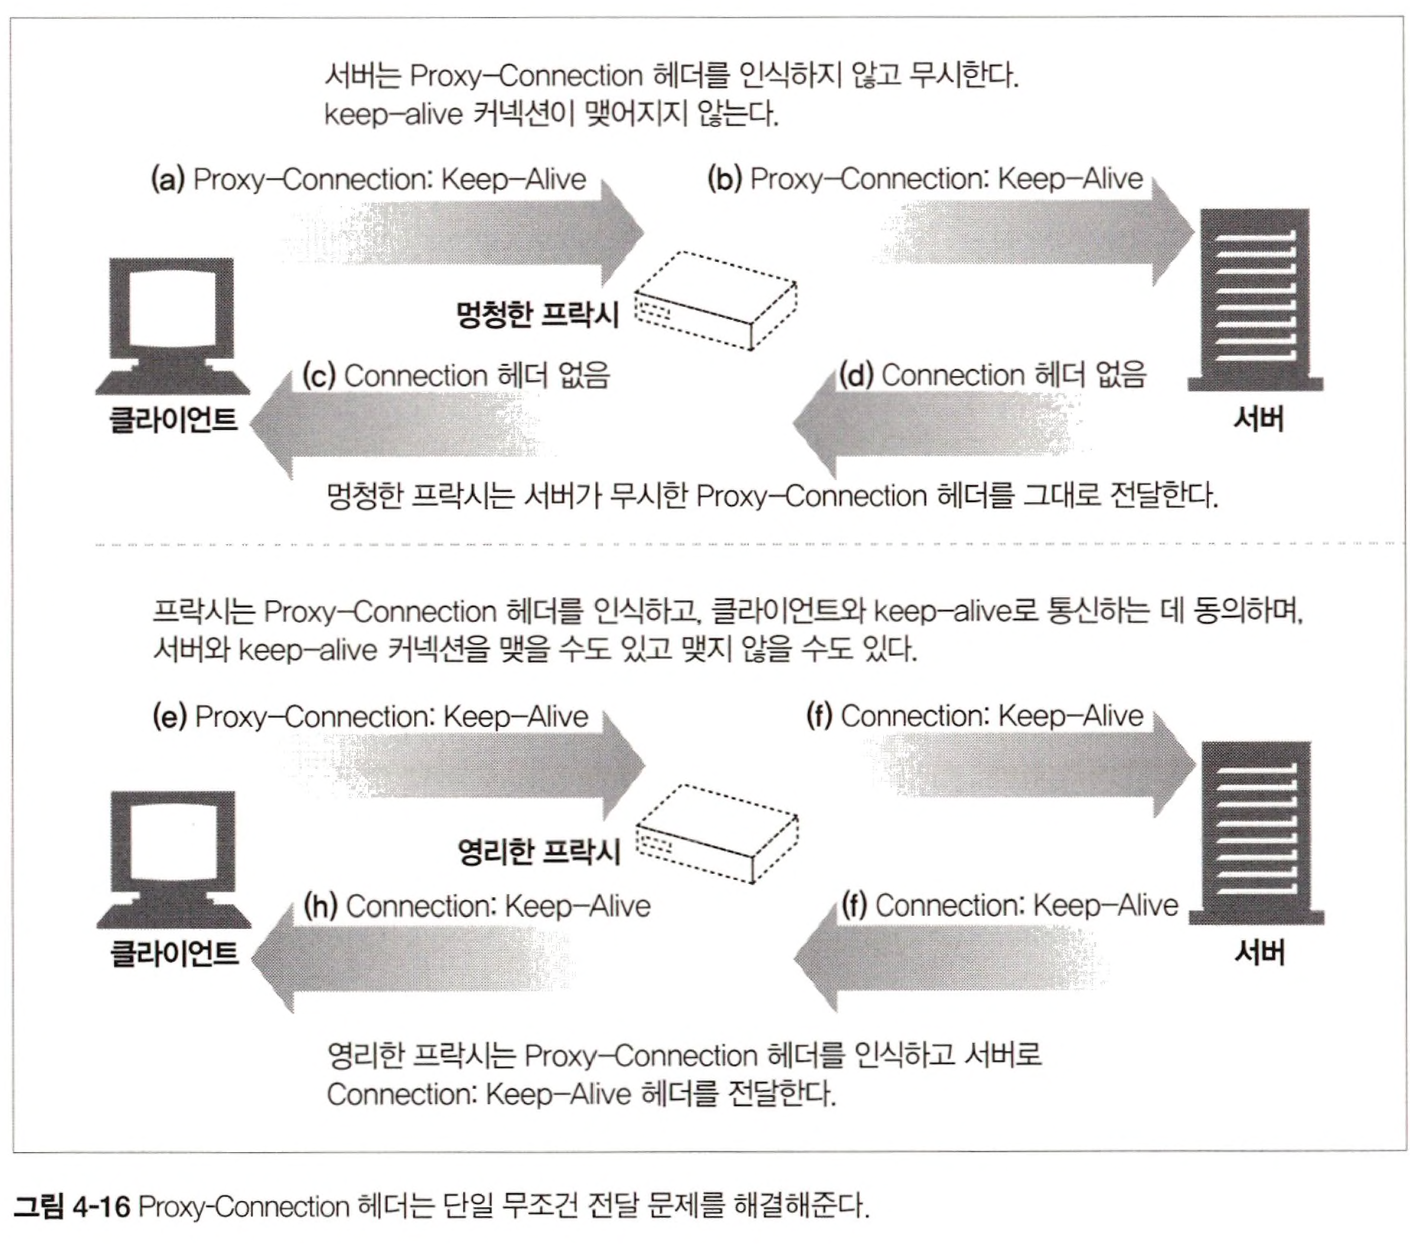 서버는 Proxy-Connection 헤더를 인식하지 않고 무시한다.
keep-alive 커넥션이 맺어지지 않는다.
(a) Proxy-Connection: Keep-Alive
(b) Proxy-Connection: Keep-Alive
멍청한 프락시
(c) Connection 헤더 없음
(d) Connection 헤더 없음
클라이언트
서버
멍청한 프락시는 서버가 무시한 Proxy-Connection 헤더를 그대로 전달한다.
프락시는 Proxy-Connection 헤더를 인식하고, 클라이언트와 keep-alive로 통신하는 데 동의하며,
서버와 keep-alive 커넥션을 맺을 수도 있고 맺지 않을 수도 있다.
(e) Proxy-Connection: Keep-Alive
(f) Connection: Keep-Alive
영리한 프락시
(h) Connection: Keep-Alive
(f) Connection: Keep-Alive
클라이언트
서버
영리한 프락시는 Proxy-Connection 헤더를 인식하고 서버로
Connection: Keep-Alive 헤더를 전달한다.
그림 4-16 Proxy-Connection 헤더는 단일 무조건 전달 문제를 해결해준다.